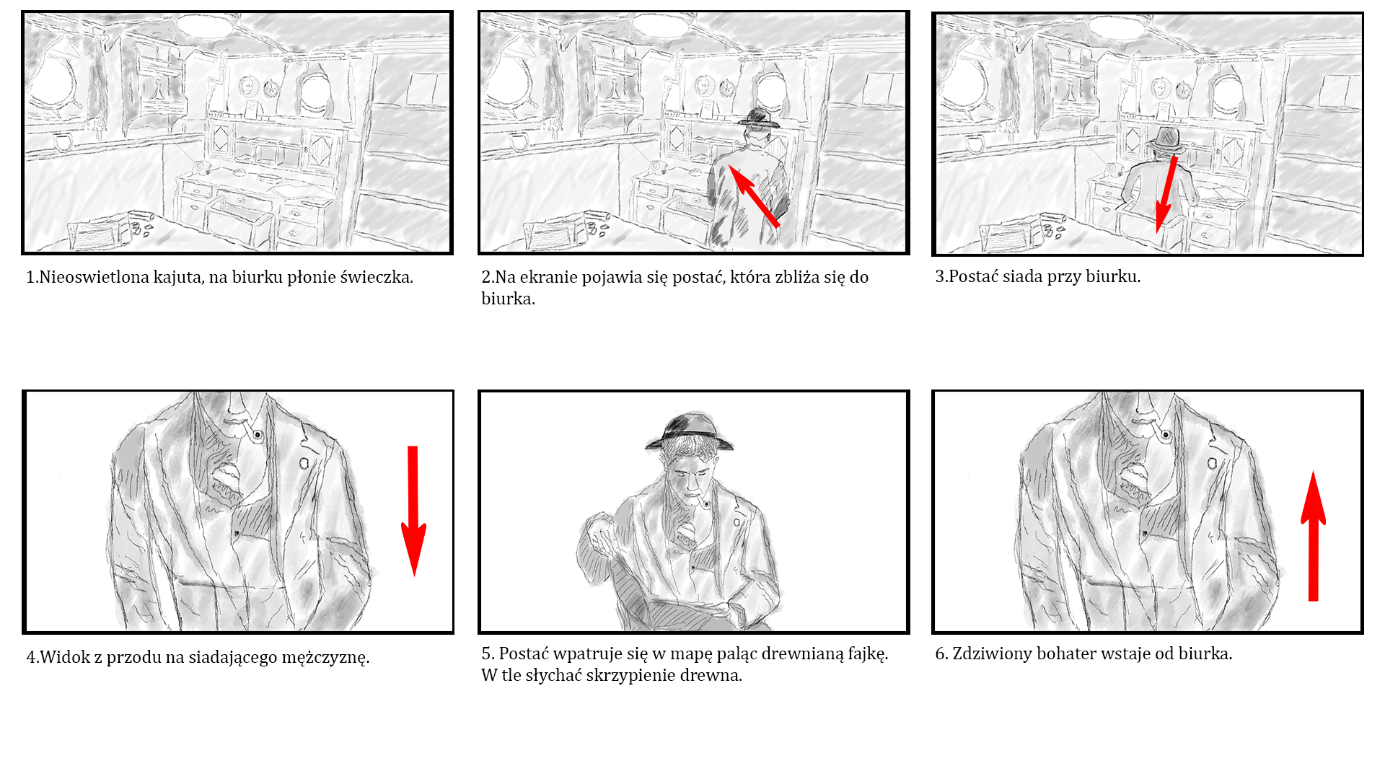 1.Nieoswietlona kajuta, na biurku płonie świeczka.
2.Na ekranie pojawia się postać, która zbliża się do
biurka.
3.Postać siada przy biurku.
4.Widok z przodu na siadającego mężczyznę.
5. Postać wpatruje się w mapę paląc drewnianą fajkę.
W tle słychać skrzypienie drewna.
6. Zdziwiony bohater wstaje od biurka.